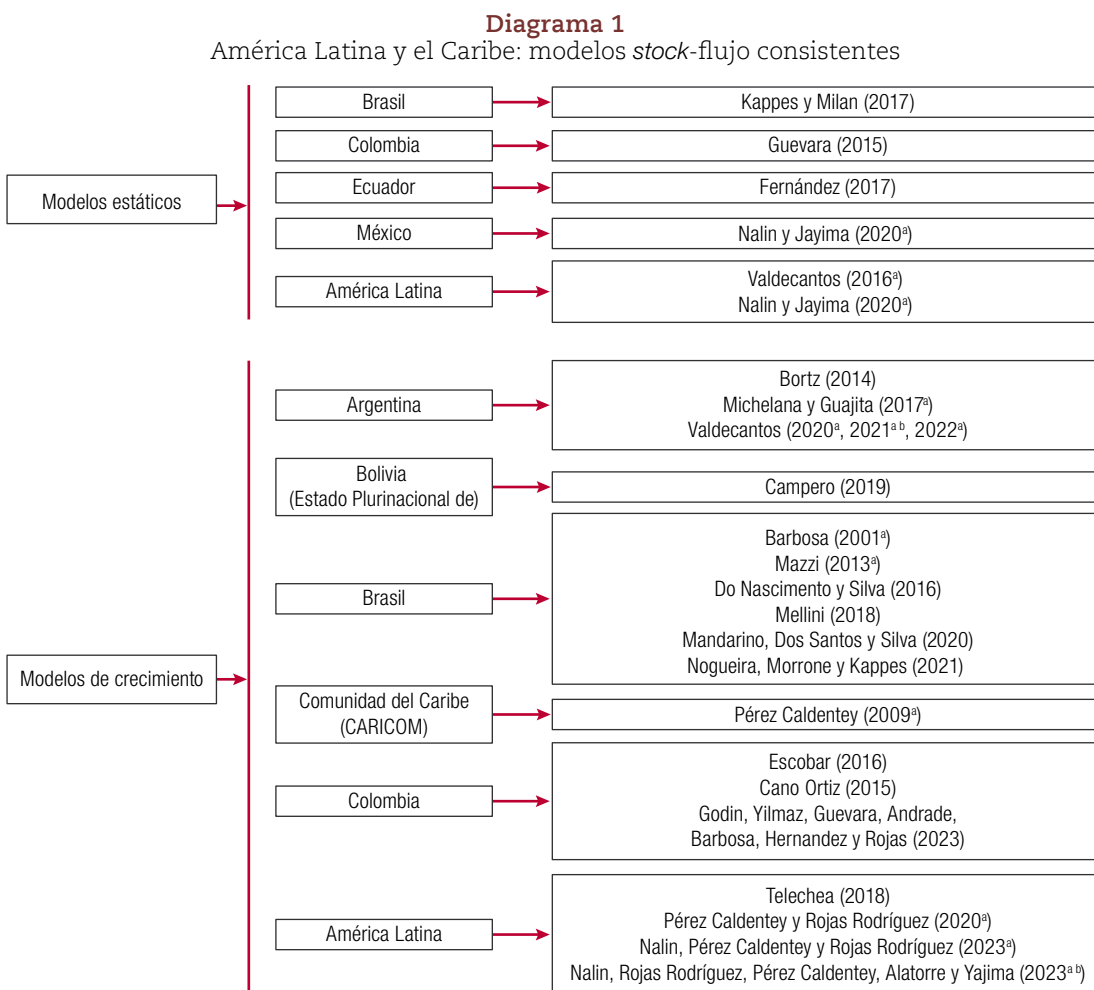 Diagrama 1
América Latina y el Caribe: modelos stock-flujo consistentes
Modelos estáticos
Brasil
Kappes y Milan (2017)
Colombia
Guevara (2015)
Ecuador
Fernández (2017)
México
Nalin y Jayima (2020ª)
América Latina
Valdecantos (2016ª)
Nalin y Jayima (2020ª)
Modelos de crecimiento
Argentina
Bortz (2014)
Michelana y Guajita (2017ª)
Valdecantos (2020ª, 2021ª ᵇ, 2022ª)
Bolivia
(Estado Plurinacional de)
Campero (2019)
Brasil
Barbosa (2001ª)
Mazzi (2013ª)
Do Nascimento y Silva (2016)
Mellini (2018)
Mandarino, Dos Santos y Silva (2020)
Nogueira, Morrone y Kappes (2021)
Comunidad del Caribe
(CARICOM)
Pérez Caldentey (2009ª)
Colombia
Escobar (2016)
Cano Ortiz (2015)
Godin, Yilmaz, Guevara, Andrade,
Barbosa, Hernandez y Rojas (2023)
América Latina
Telechea (2018)
Pérez Caldentey y Rojas Rodríguez (2020ª)
Nalin, Pérez Caldentey y Rojas Rodríguez (2023ª)
Nalin, Rojas Rodríguez, Pérez Caldentey, Alatorre y Yajima (2023ª ᵇ)